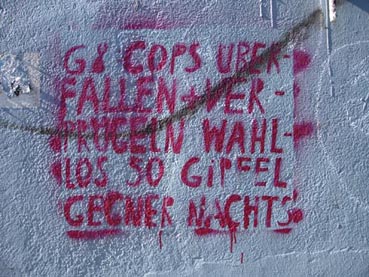 G8 COPS ÜBER-
FALLEN + VER-
PRÜGELN WAHL-
LOS 50 GIPFEL
GEGNER NACHTS